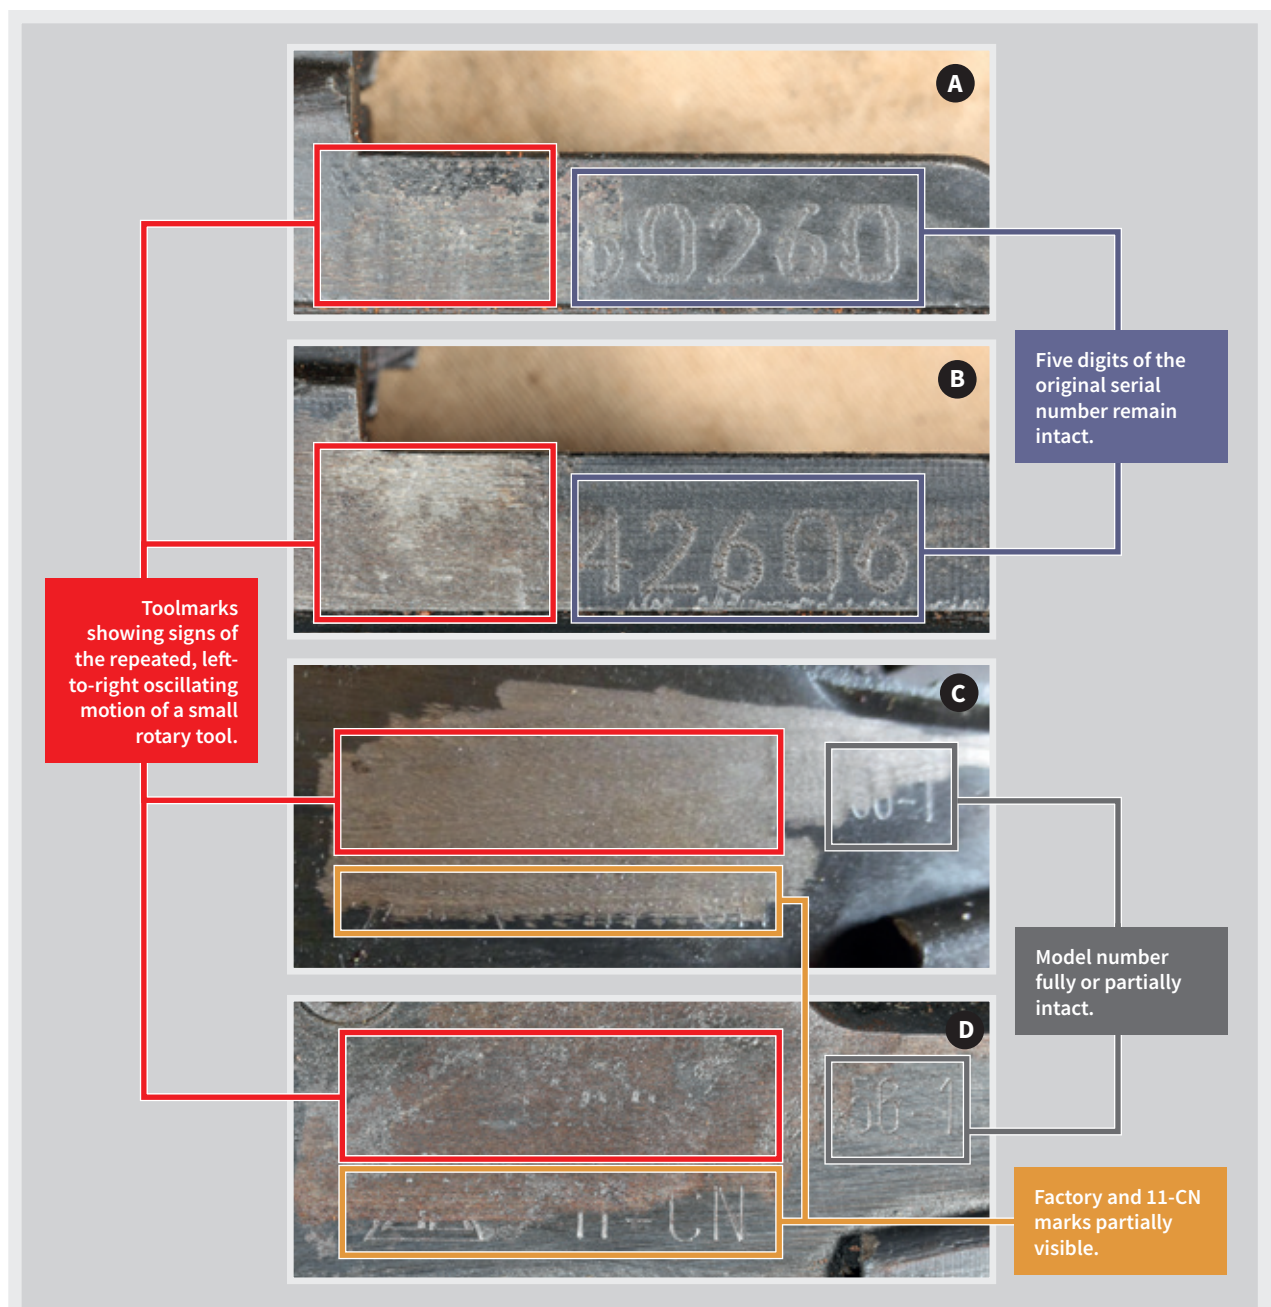 A
60260
B
42606
Five digits of the
original serial
number remain
intact.
Toolmarks
showing signs of
the repeated, left-
to-right oscillating
motion of a small
rotary tool.
C
56-1
Model number
fully or partially
intact.
D
56-1
11-CN
Factory and 11-CN
marks partially
visible.